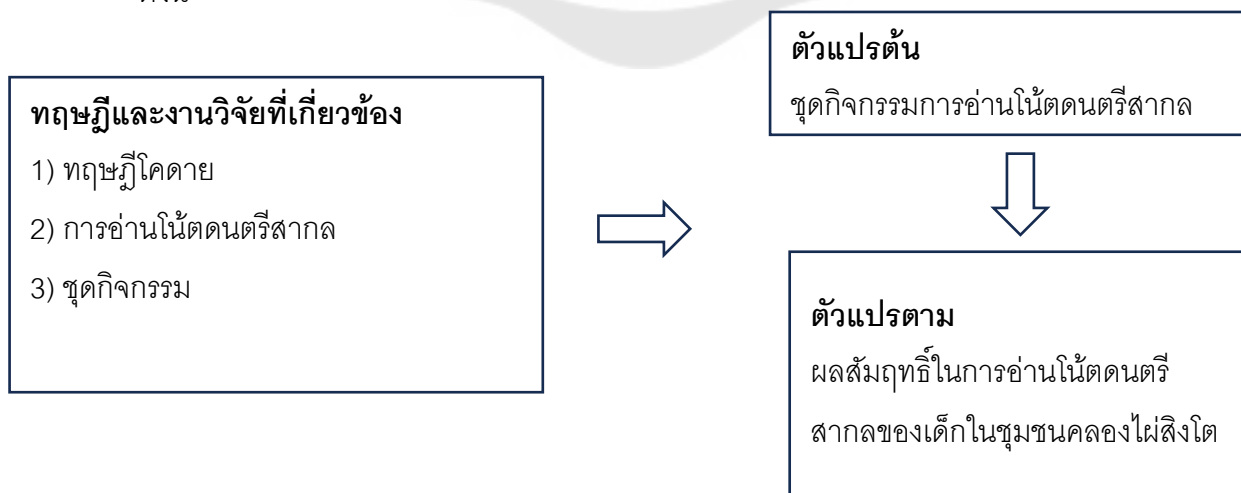 ทฤษฎีและงานวิจัยที่เกี่ยวข้อง
1) ทฤษฎีโคดาย
2) การอ่านโน้ตดนตรีสากล
3) ชุดกิจกรรม
ตัวแปรต้น
ชุดกิจกรรมการอ่านโน้ตดนตรีสากล
ตัวแปรตาม
ผลสัมฤทธิ์ในการอ่านโน้ตดนตรี
สากลของเด็กในชุมชนคลองไผ่สิงโต